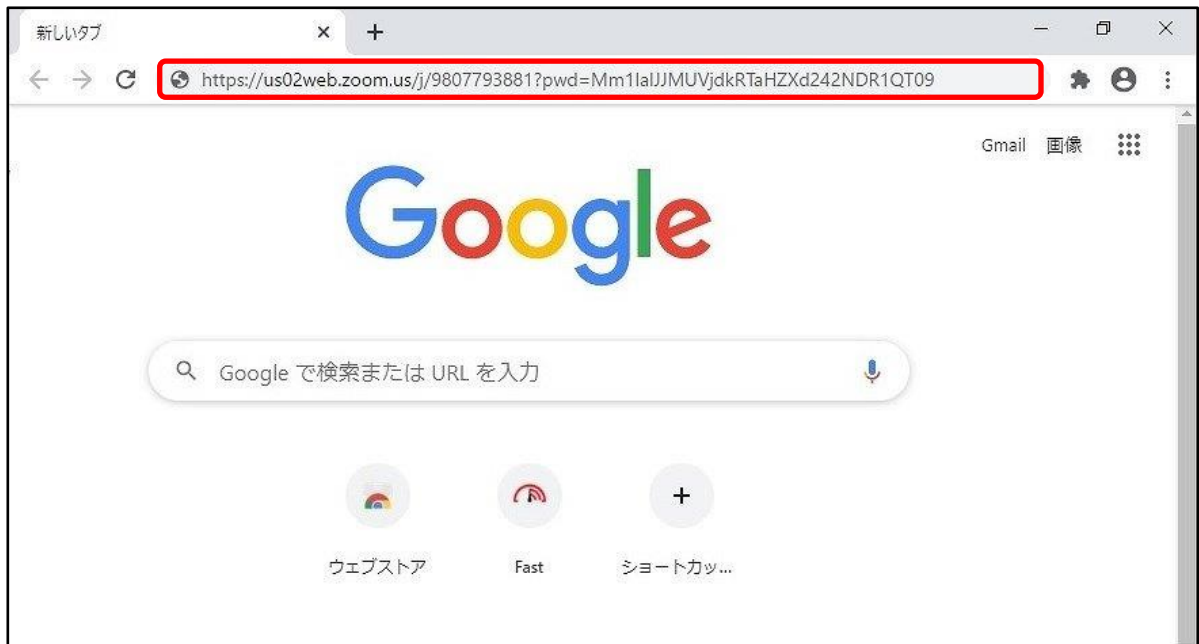 新しいタブ
https://us02web.zoom.us/j/9807793881?pwd=Mm1IalJJMUVjdkRTaHZXd242NDR1QT09
Gmail 画像
Google
Google で検索または URL を入力
ウェブストア Fast ショートカッ...